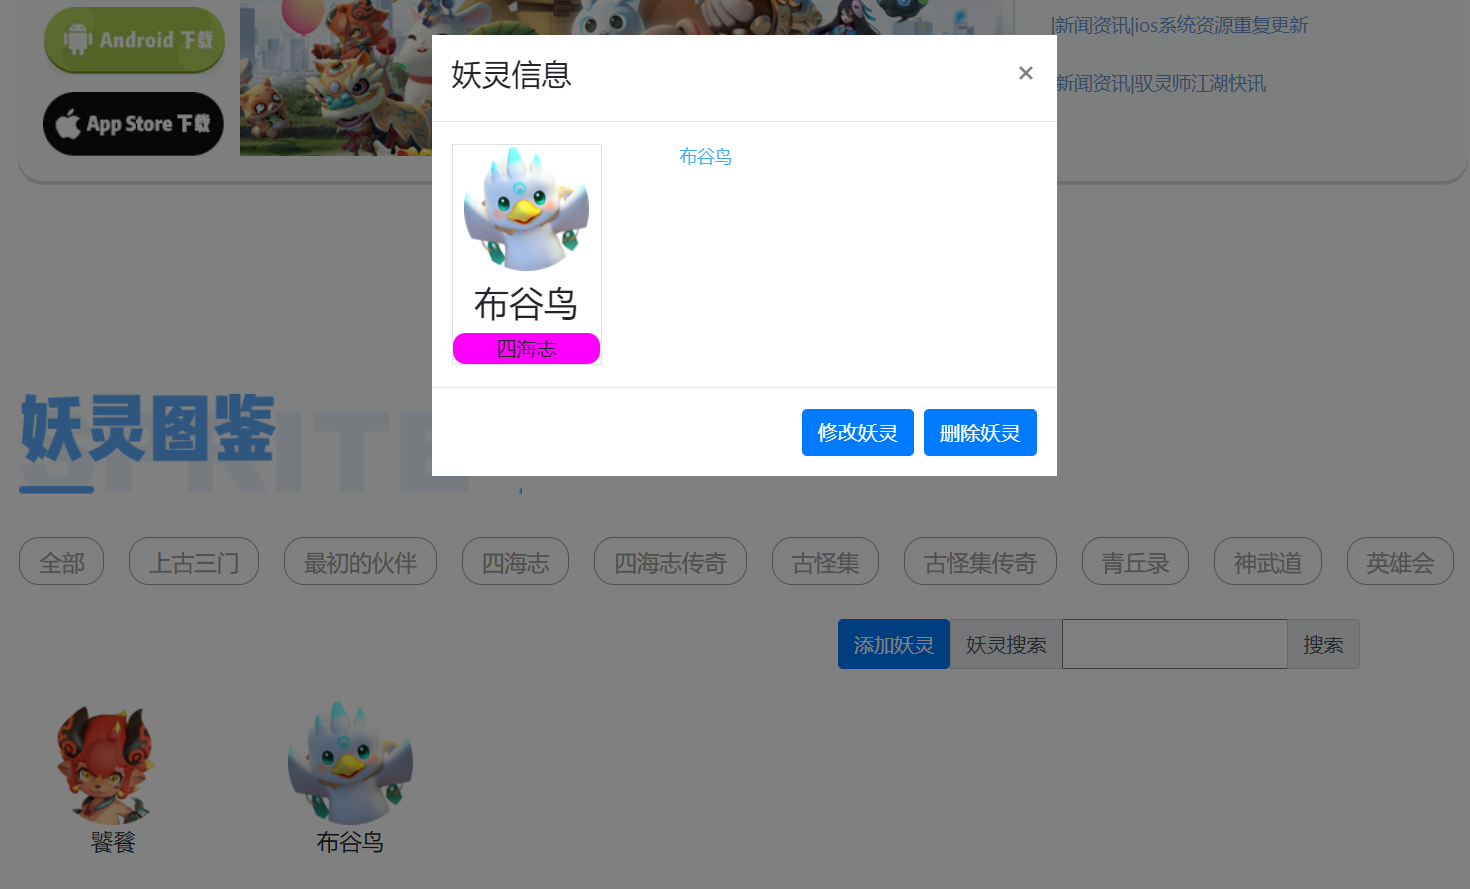 Android 下载
App Store 下载
|新闻资讯|ios系统资源重复更新
新闻资讯|驭灵师江湖快讯
妖灵信息
×
布谷鸟
布谷鸟
四海志
修改妖灵
删除妖灵
妖灵图鉴
SPRITE
全部
上古三门
最初的伙伴
四海志
四海志传奇
古怪集
古怪集传奇
青丘录
神武道
英雄会
添加妖灵
妖灵搜索
搜索
饕餮
布谷鸟